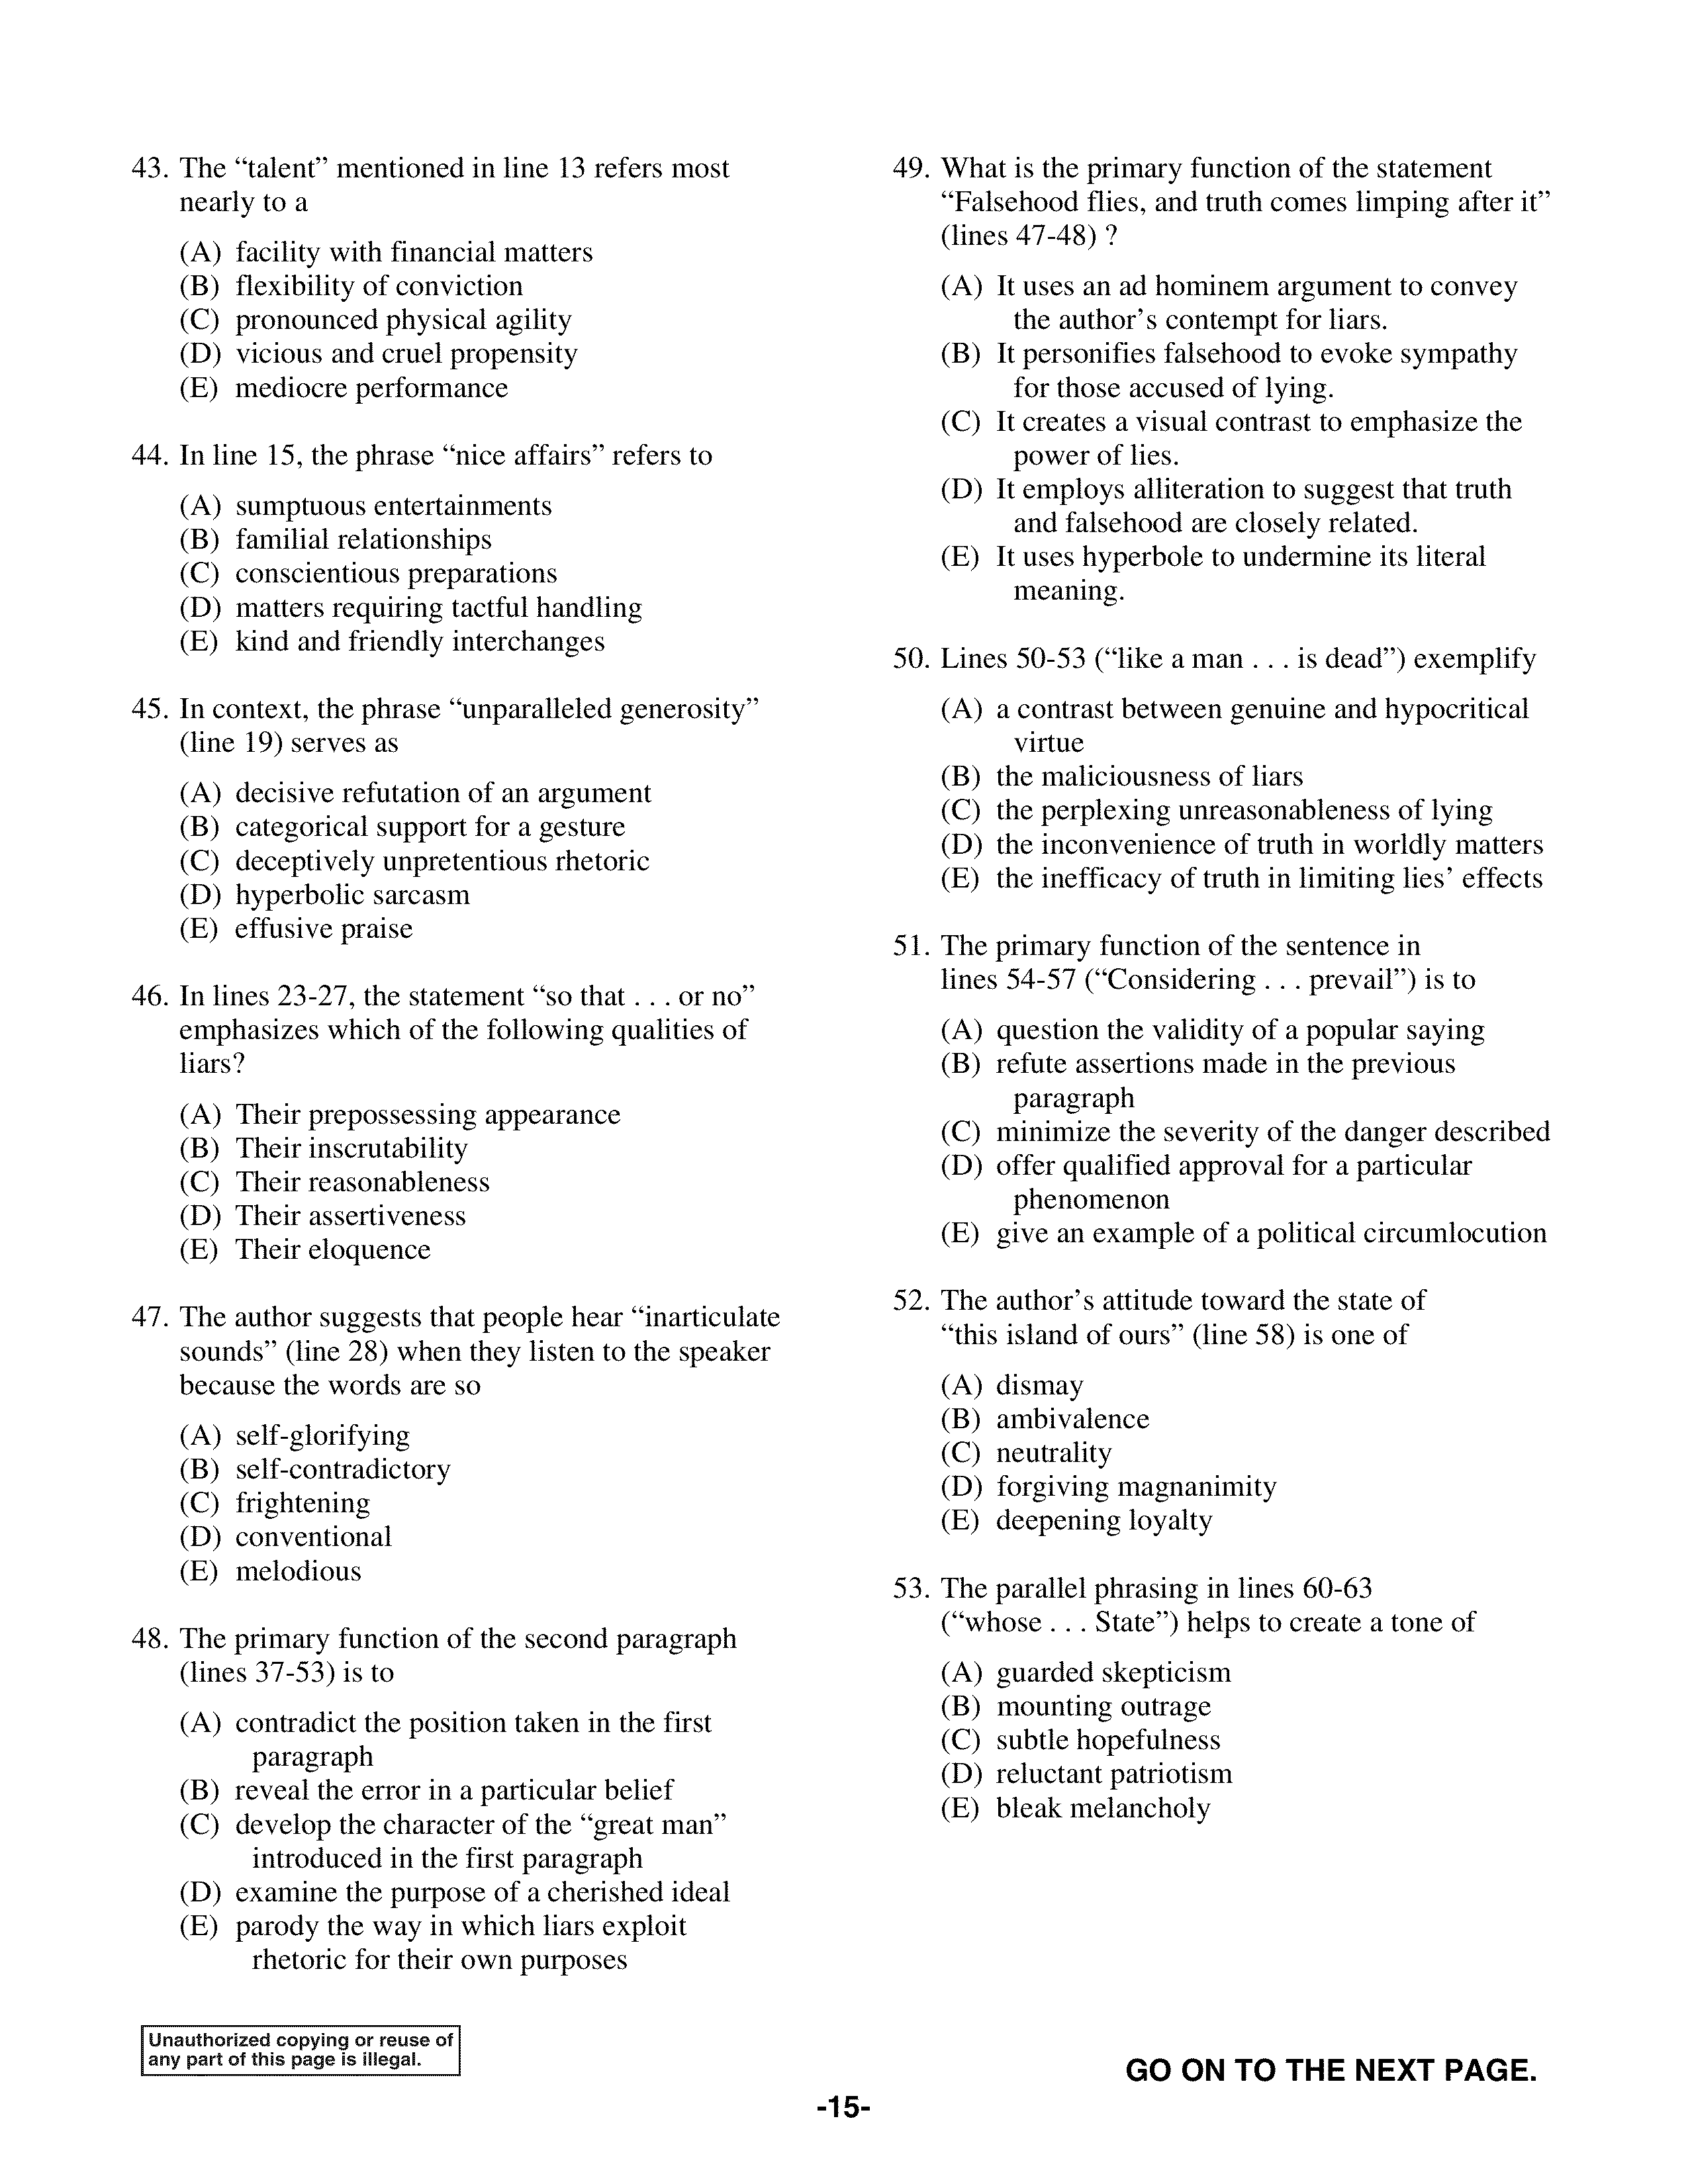 43. The “talent” mentioned in line 13 refers most
nearly to a
(A) facility with financial matters
(B) flexibility of conviction
(C) pronounced physical agility
(D) vicious and cruel propensity
(E) mediocre performance
44. In line 15, the phrase “nice affairs” refers to
(A) sumptuous entertainments
(B) familial relationships
(C) conscientious preparations
(D) matters requiring tactful handling
(E) kind and friendly interchanges
45. In context, the phrase “unparalleled generosity”
(line 19) serves as
(A) decisive refutation of an argument
(B) categorical support for a gesture
(C) deceptively unpretentious rhetoric
(D) hyperbolic sarcasm
(E) effusive praise
46. In lines 23-27, the statement “so that . . . or no”
emphasizes which of the following qualities of
liars?
(A) Their prepossessing appearance
(B) Their inscrutability
(C) Their reasonableness
(D) Their assertiveness
(E) Their eloquence
47. The author suggests that people hear “inarticulate
sounds” (line 28) when they listen to the speaker
because the words are so
(A) self-glorifying
(B) self-contradictory
(C) frightening
(D) conventional
(E) melodious
48. The primary function of the second paragraph
(lines 37-53) is to
(A) contradict the position taken in the first
paragraph
(B) reveal the error in a particular belief
(C) develop the character of the “great man”
introduced in the first paragraph
(D) examine the purpose of a cherished ideal
(E) parody the way in which liars exploit
rhetoric for their own purposes
49. What is the primary function of the statement
“Falsehood flies, and truth comes limping after it”
(lines 47-48) ?
(A) It uses an ad hominem argument to convey
the author’s contempt for liars.
(B) It personifies falsehood to evoke sympathy
for those accused of lying.
(C) It creates a visual contrast to emphasize the
power of lies.
(D) It employs alliteration to suggest that truth
and falsehood are closely related.
(E) It uses hyperbole to undermine its literal
meaning.
50. Lines 50-53 (“like a man . . . is dead”) exemplify
(A) a contrast between genuine and hypocritical
virtue
(B) the maliciousness of liars
(C) the perplexing unreasonableness of lying
(D) the inconvenience of truth in worldly matters
(E) the inefficacy of truth in limiting lies’ effects
51. The primary function of the sentence in
lines 54-57 (“Considering . . . prevail”) is to
(A) question the validity of a popular saying
(B) refute assertions made in the previous
paragraph
(C) minimize the severity of the danger described
(D) offer qualified approval for a particular
phenomenon
(E) give an example of a political circumlocution
52. The author’s attitude toward the state of
“this island of ours” (line 58) is one of
(A) dismay
(B) ambivalence
(C) neutrality
(D) forgiving magnanimity
(E) deepening loyalty
53. The parallel phrasing in lines 60-63
(“whose . . . State”) helps to create a tone of
(A) guarded skepticism
(B) mounting outrage
(C) subtle hopefulness
(D) reluctant patriotism
(E) bleak melancholy
Unauthorized copying or reuse of
any part of this page is illegal.
GO ON TO THE NEXT PAGE.
-15-